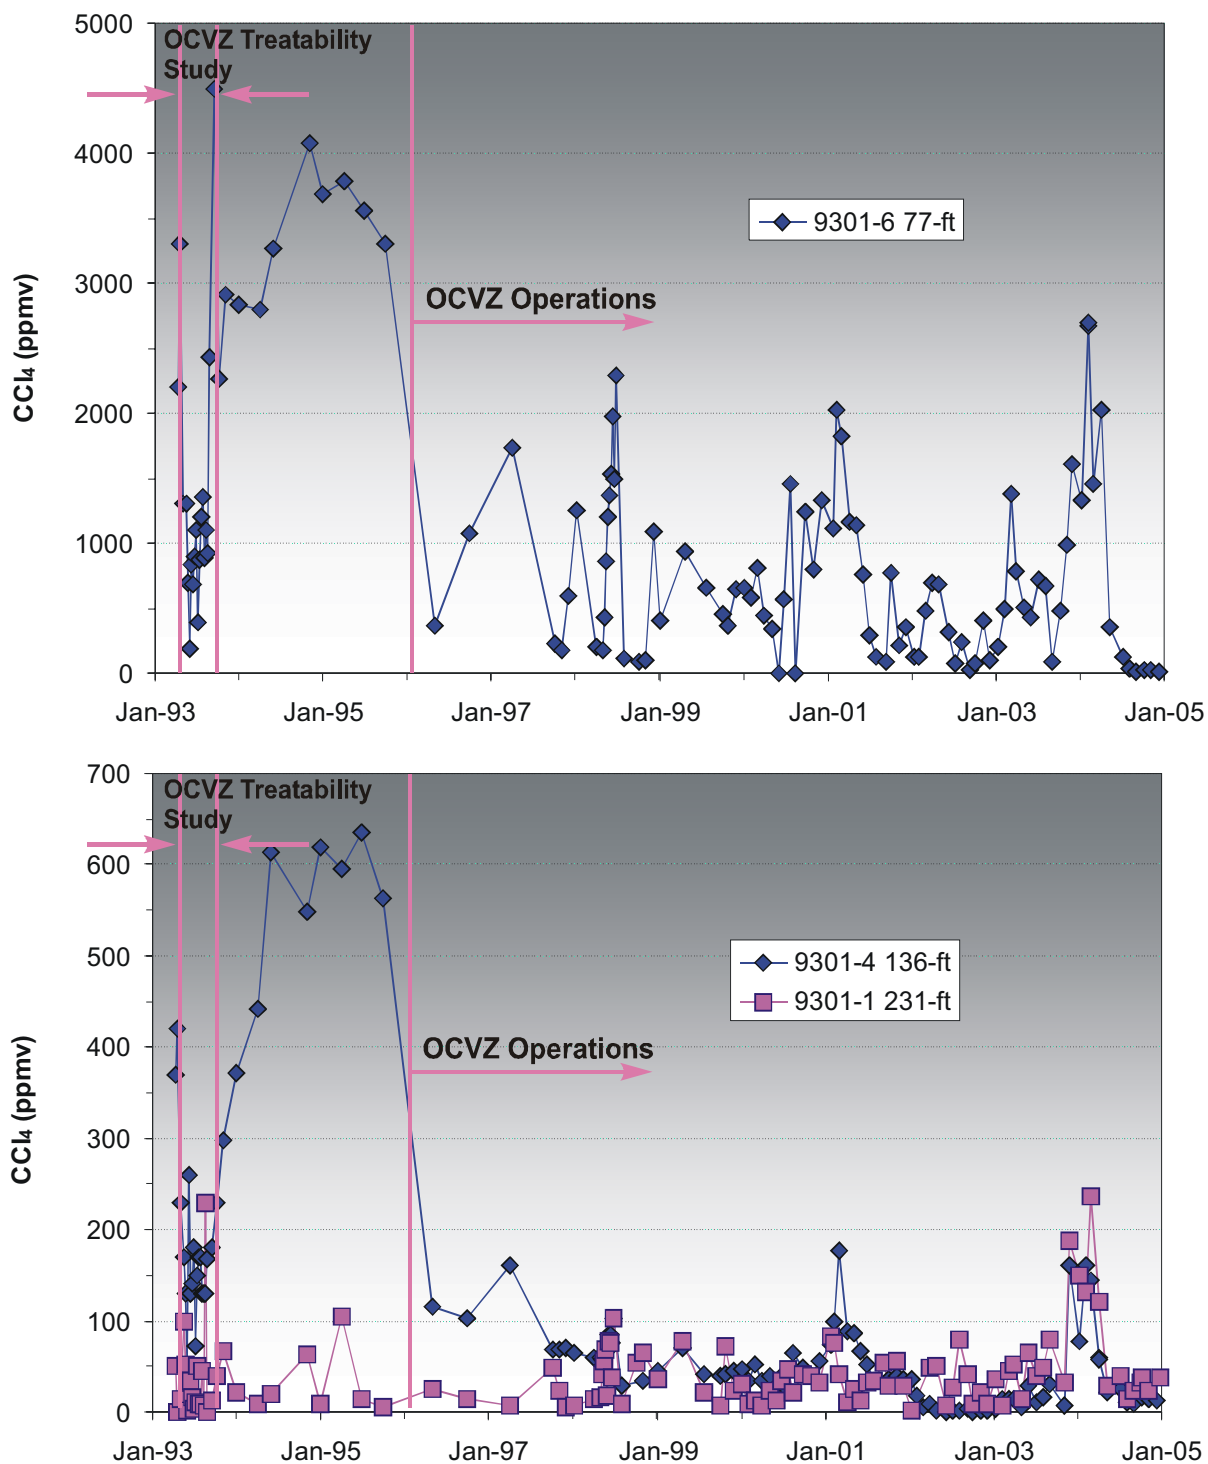 5000
4000
3000
2000
1000
0
CCl₄ (ppmv)
OCVZ Treatability
Study
9301-6 77-ft
OCVZ Operations
Jan-93
Jan-95
Jan-97
Jan-99
Jan-01
Jan-03
Jan-05
700
600
500
400
300
200
100
0
CCl₄ (ppmv)
OCVZ Treatability
Study
9301-4 136-ft
9301-1 231-ft
OCVZ Operations
Jan-93
Jan-95
Jan-97
Jan-99
Jan-01
Jan-03
Jan-05